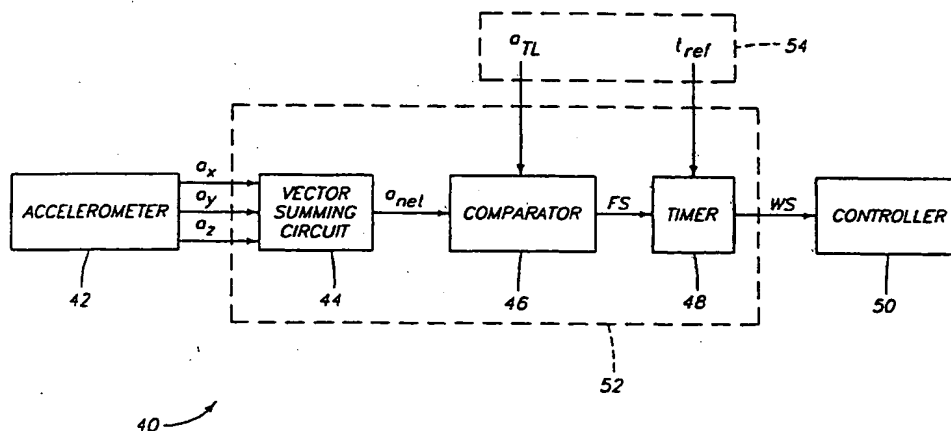 a_TL
t_ref
54
a_x
a_y
a_z
ACCELEROMETER
VECTOR
SUMMING
CIRCUIT
a_net
COMPARATOR
FS
TIMER
WS
CONTROLLER
42
44
46
48
50
52
40